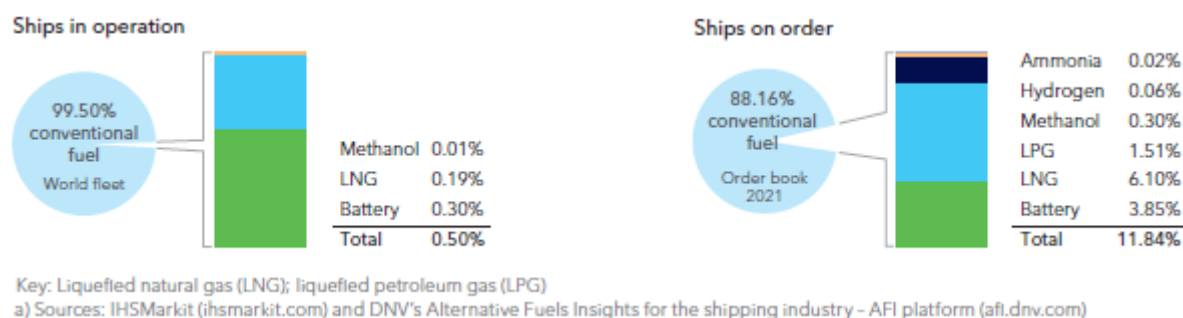 Ships in operation
99.50%
conventional
fuel
World fleet
Methanol 0.01%
LNG 0.19%
Battery 0.30%
Total 0.50%
Ships on order
88.16%
conventional
fuel
Order book
2021
Ammonia 0.02%
Hydrogen 0.06%
Methanol 0.30%
LPG 1.51%
LNG 6.10%
Battery 3.85%
Total 11.84%
Key: Liquefied natural gas (LNG); liquefied petroleum gas (LPG)
a) Sources: IHSMarkit (ihsmarkit.com) and DNV's Alternative Fuels Insights for the shipping industry – AFI platform (afi.dnv.com)